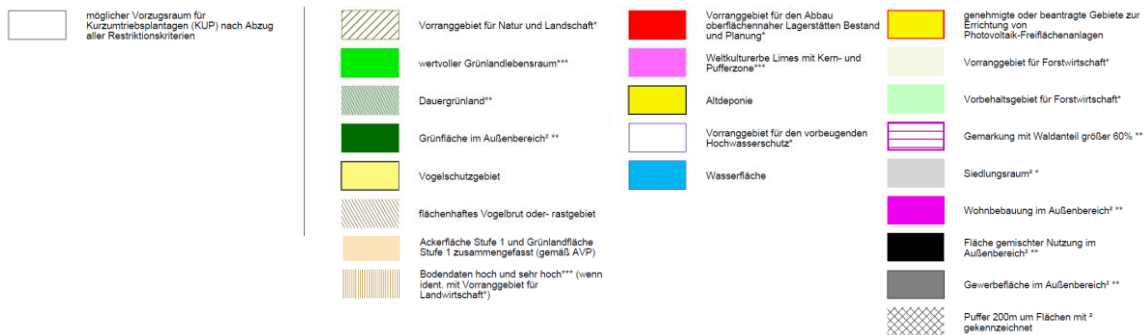 möglicher Vorzugsraum für
Kurzumtriebsplantagen (KUP) nach Abzug
aller Restriktionskriterien
Vorranggebiet für Natur und Landschaft*
wertvoller Grünlandlebensraum***
Dauergrünland**
Grünfläche im Außenbereich² **
Vogelschutzgebiet
flächenhaftes Vogelbrut oder- rastgebiet
Ackerfläche Stufe 1 und Grünlandfläche
Stufe 1 zusammengefasst (gemäß AVP)
Bodendaten hoch und sehr hoch*** (wenn
ident. mit Vorranggebiet für
Landwirtschaft*)
Vorranggebiet für den Abbau
oberflächennaher Lagerstätten Bestand
und Planung*
Weltkulturerbe Limes mit Kern- und
Pufferzone***
Altdeponie
Vorranggebiet für den vorbeugenden
Hochwasserschutz*
Wasserfläche
genehmigte oder beantragte Gebiete zur
Errichtung von
Photovoltaik-Freiflächenanlagen
Vorranggebiet für Forstwirtschaft*
Vorbehaltsgebiet für Forstwirtschaft*
Gemarkung mit Waldanteil größer 60% **
Siedlungsraum² *
Wohnbebauung im Außenbereich² **
Fläche gemischter Nutzung im
Außenbereich² **
Gewerbefläche im Außenbereich² **
Puffer 200m um Flächen mit ²
gekennzeichnet